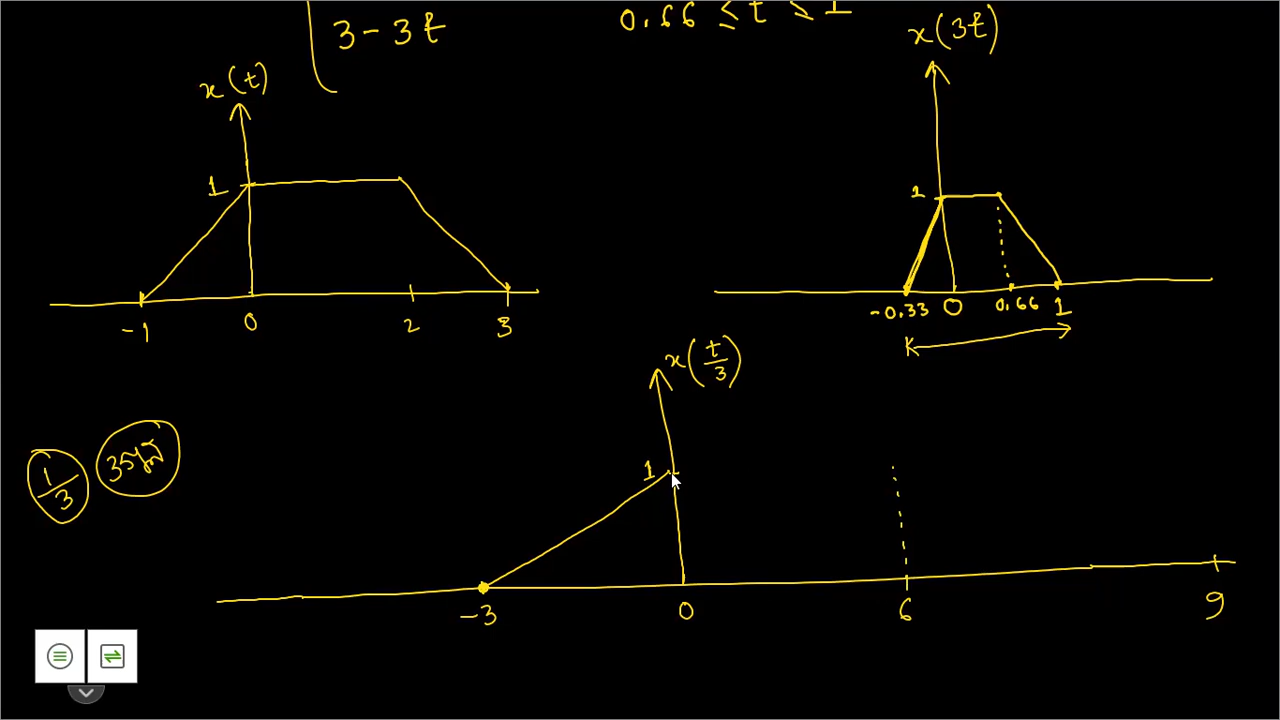 3 - 3t
0.66 ≤ t ≥ 1
x(t)
x(3t)
1
1
-1 0 2 3
-0.33 0 0.66 1
x(t/3)
1/3
1
-3 0 6 9